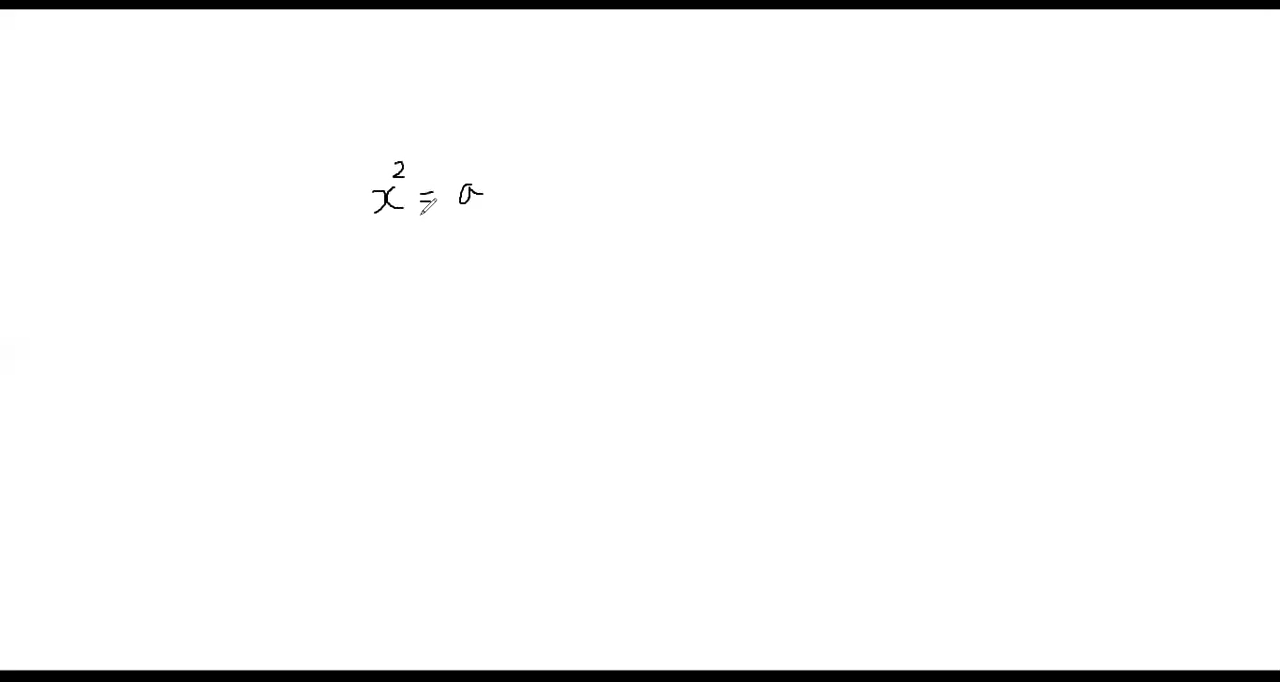 x² = a